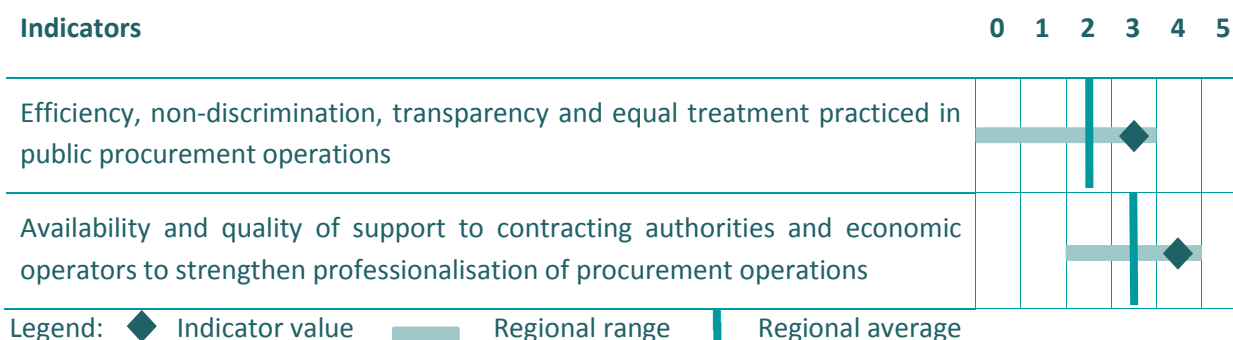 Indicators 0 1 2 3 4 5
Efficiency, non-discrimination, transparency and equal treatment practiced in
public procurement operations
Availability and quality of support to contracting authorities and economic
operators to strengthen professionalisation of procurement operations
Legend: Indicator value Regional range Regional average